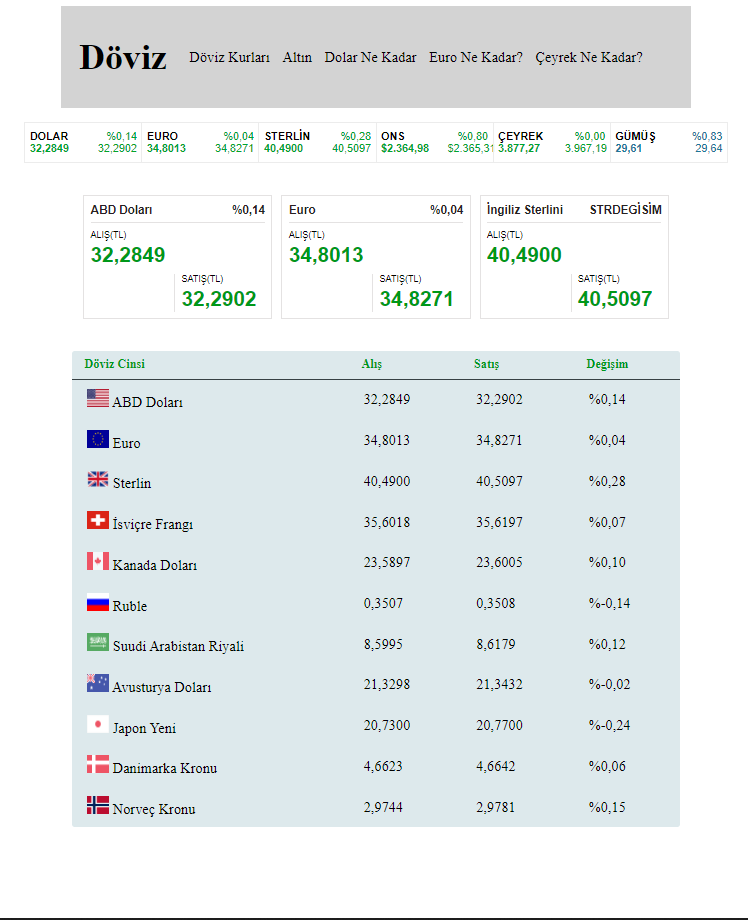 Döviz Döviz Kurları Altın Dolar Ne Kadar Euro Ne Kadar? Çeyrek Ne Kadar?
DOLAR %0,14 EURO %0,04 STERLİN %0,28 ONS %0,80 ÇEYREK %0,00 GÜMÜŞ %0,83
32,2849 32,2902 34,8013 34,8271 40,4900 40,5097 $2.364,98 $2.365,31 3.877,27 3.967,19 29,61 29,64
ABD Doları %0,14 Euro %0,04 İngiliz Sterlini STRDEGİSİM
ALIŞ(TL) ALIŞ(TL) ALIŞ(TL)
32,2849 34,8013 40,4900
SATIŞ(TL) SATIŞ(TL) SATIŞ(TL)
32,2902 34,8271 40,5097
Döviz Cinsi Alış Satış Değişim
ABD Doları 32,2849 32,2902 %0,14
Euro 34,8013 34,8271 %0,04
Sterlin 40,4900 40,5097 %0,28
İsviçre Frangı 35,6018 35,6197 %0,07
Kanada Doları 23,5897 23,6005 %0,10
Ruble 0,3507 0,3508 %-0,14
Suudi Arabistan Riyali 8,5995 8,6179 %0,12
Avusturya Doları 21,3298 21,3432 %-0,02
Japon Yeni 20,7300 20,7700 %-0,24
Danimarka Kronu 4,6623 4,6642 %0,06
Norveç Kronu 2,9744 2,9781 %0,15